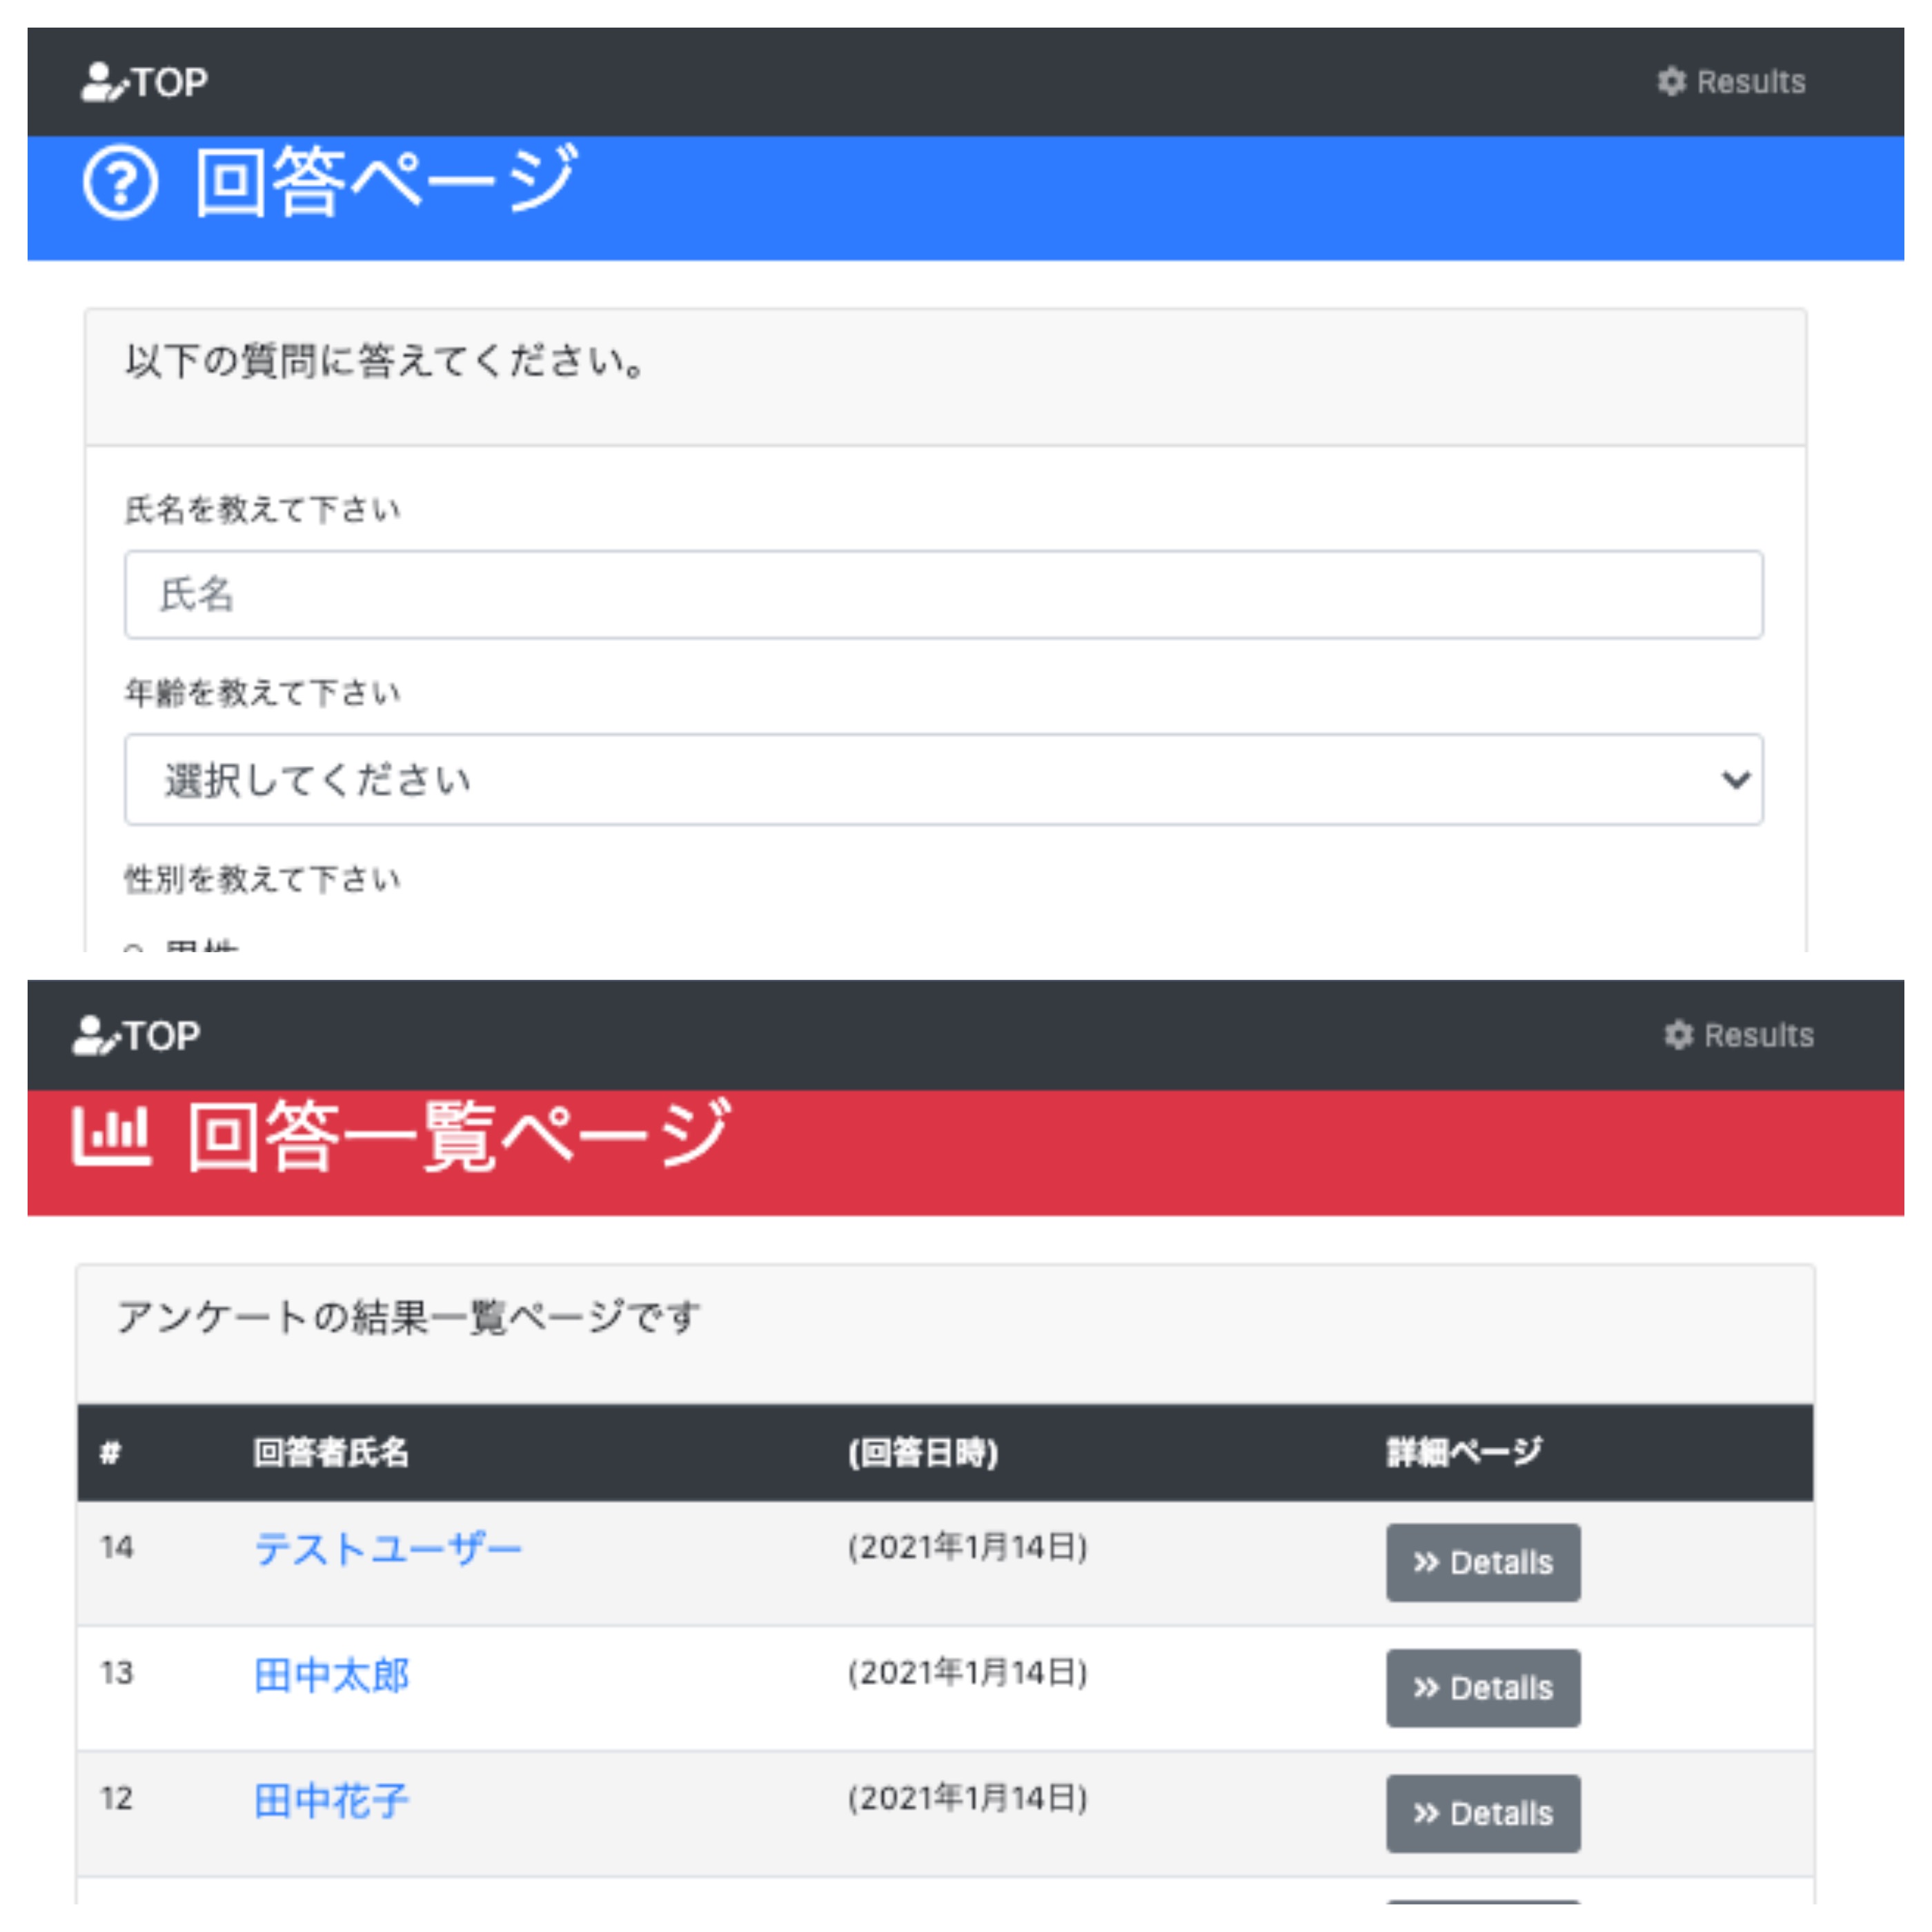 TOP Results
回答ページ
以下の質問に答えてください。
氏名を教えて下さい
氏名
年齢を教えて下さい
選択してください
性別を教えて下さい
男性
TOP Results
回答一覧ページ
アンケートの結果一覧ページです
# 回答者氏名 (回答日時) 詳細ページ
14 テストユーザー (2021年1月14日) Details
13 田中太郎 (2021年1月14日) Details
12 田中花子 (2021年1月14日) Details